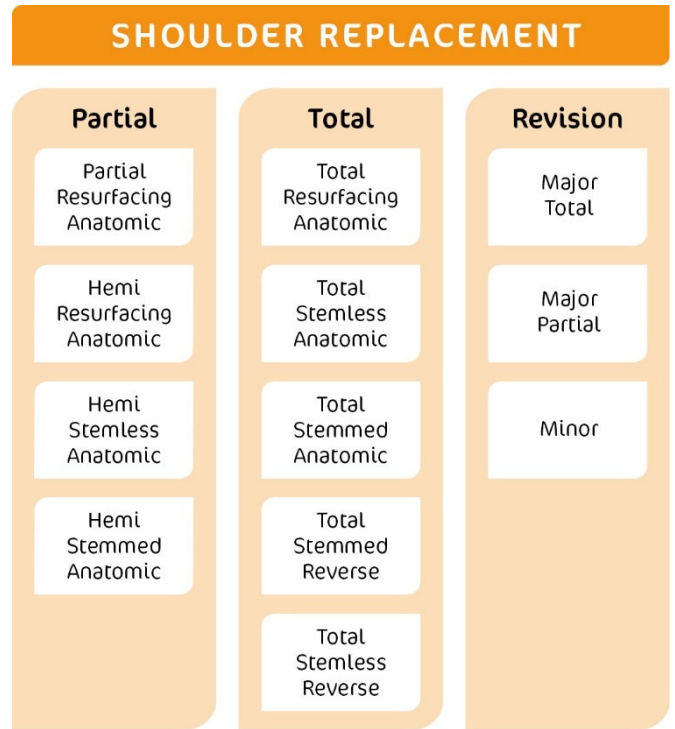 SHOULDER REPLACEMENT
Partial
Partial
Resurfacing
Anatomic
Hemi
Resurfacing
Anatomic
Hemi
Stemless
Anatomic
Hemi
Stemmed
Anatomic
Total
Total
Resurfacing
Anatomic
Total
Stemless
Anatomic
Total
Stemmed
Anatomic
Total
Stemmed
Reverse
Total
Stemless
Reverse
Revision
Major
Total
Major
Partial
Minor